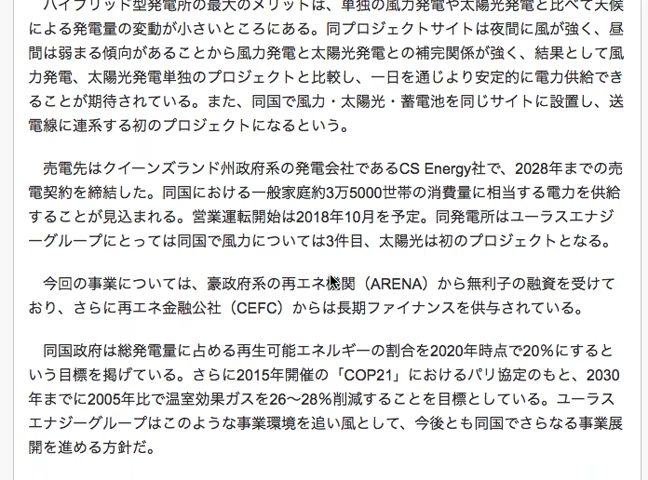 ハイブリッド型発電所の最大のメリットは、単独の風力発電や太陽光発電と比べて天候
による発電量の変動が小さいところにある。同プロジェクトサイトは夜間に風が強く、昼
間は弱まる傾向があることから風力発電と太陽光発電との補完関係が強く、結果として風
力発電、太陽光発電単独のプロジェクトと比較し、一日を通じより安定的に電力供給でき
ることが期待されている。また、同国で風力・太陽光・蓄電池を同じサイトに設置し、送
電線に連系する初のプロジェクトになるという。
売電先はクイーンズランド州政府系の発電会社であるCS Energy社で、2028年までの売
電契約を締結した。同国における一般家庭約3万5000世帯の消費量に相当する電力を供給
することが見込まれる。営業運転開始は2018年10月を予定。同発電所はユーラスエナジ
ーグループにとっては同国で風力については3件目、太陽光は初のプロジェクトとなる。
今回の事業については、豪政府系の再エネ機関（ARENA）から無利子の融資を受けて
おり、さらに再エネ金融公社（CEFC）からは長期ファイナンスを供与されている。
同国政府は総発電量に占める再生可能エネルギーの割合を2020年時点で20％にすると
いう目標を掲げている。さらに2015年開催の「COP21」におけるパリ協定のもと、2030
年までに2005年比で温室効果ガスを26〜28％削減することを目標としている。ユーラス
エナジーグループはこのような事業環境を追い風として、今後とも同国でさらなる事業展
開を進める方針だ。